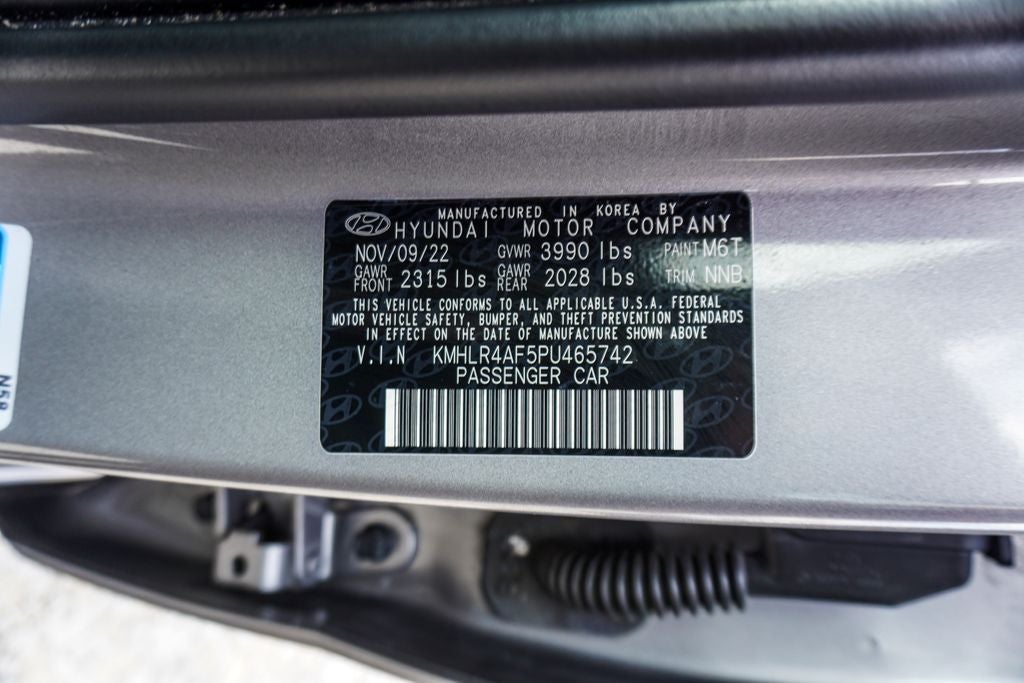 MANUFACTURED IN KOREA BY
HYUNDAI MOTOR COMPANY
NOV/09/22 GVWR 3990 lbs PAINT M6T
GAWR FRONT 2315 lbs GAWR REAR 2028 lbs TRIM NNB
THIS VEHICLE CONFORMS TO ALL APPLICABLE U.S.A. FEDERAL
MOTOR VEHICLE SAFETY, BUMPER, AND THEFT PREVENTION STANDARDS
IN EFFECT ON THE DATE OF MANUFACTURE SHOWN ABOVE
V.I.N KMHLR4AF5PU465742
PASSENGER CAR
N58